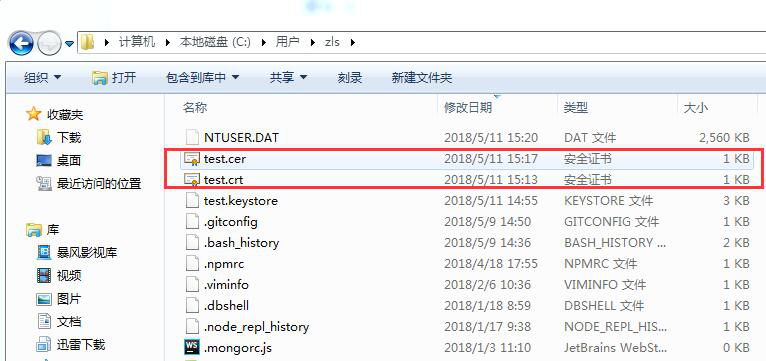 计算机 ▸ 本地磁盘 (C:) ▸ 用户 ▸ zls ▸
组织 ▼ 打开 包含到库中 ▼ 共享 ▼ 刻录 新建文件夹
收藏夹
下载
桌面
最近访问的位置
库
暴风影视库
视频
图片
文档
迅雷下载
名称 修改日期 类型 大小
NTUSER.DAT 2018/5/11 15:20 DAT 文件 2,560 KB
test.cer 2018/5/11 15:17 安全证书 1 KB
test.crt 2018/5/11 15:13 安全证书 1 KB
test.keystore 2018/5/11 14:55 KEYSTORE 文件 3 KB
.gitconfig 2018/5/9 14:50 GITCONFIG 文件 1 KB
.bash_history 2018/5/9 14:36 BASH_HISTORY ... 2 KB
.npmrc 2018/4/18 17:55 NPMRC 文件 1 KB
.viminfo 2018/2/6 10:36 VIMINFO 文件 1 KB
.dbshell 2018/1/18 8:59 DBSHELL 文件 1 KB
.node_repl_history 2018/1/17 9:38 NODE_REPL_HIS... 1 KB
WS .mongorc.js 2018/1/3 11:10 JetBrains WebSt... 1 KB